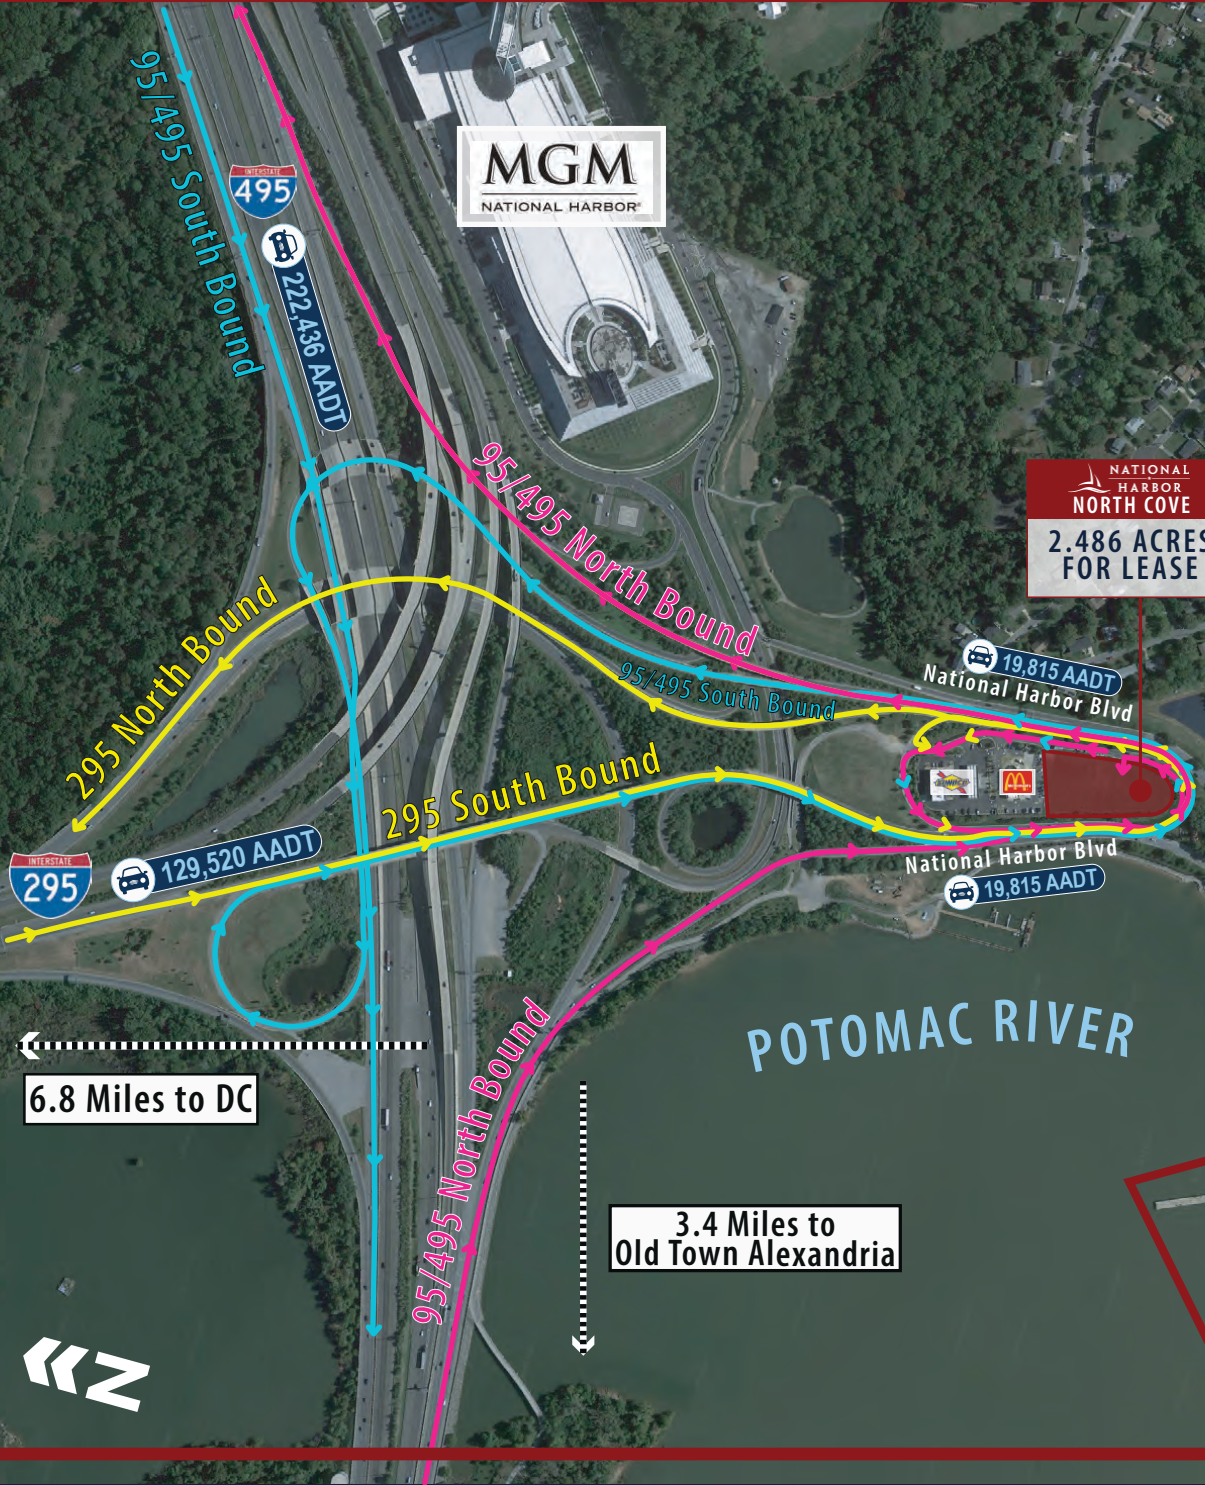 95/495 South Bound
INTERSTATE
495
222,436 AADT
MGM
NATIONAL HARBOR
95/495 North Bound
NATIONAL
HARBOR
NORTH COVE
2.486 ACRES
FOR LEASE
295 North Bound
95/495 South Bound
19,815 AADT
National Harbor Blvd
295 South Bound
SUNOCO
INTERSTATE
295
129,520 AADT
National Harbor Blvd
19,815 AADT
POTOMAC RIVER
6.8 Miles to DC
95/495 North Bound
3.4 Miles to
Old Town Alexandria
N